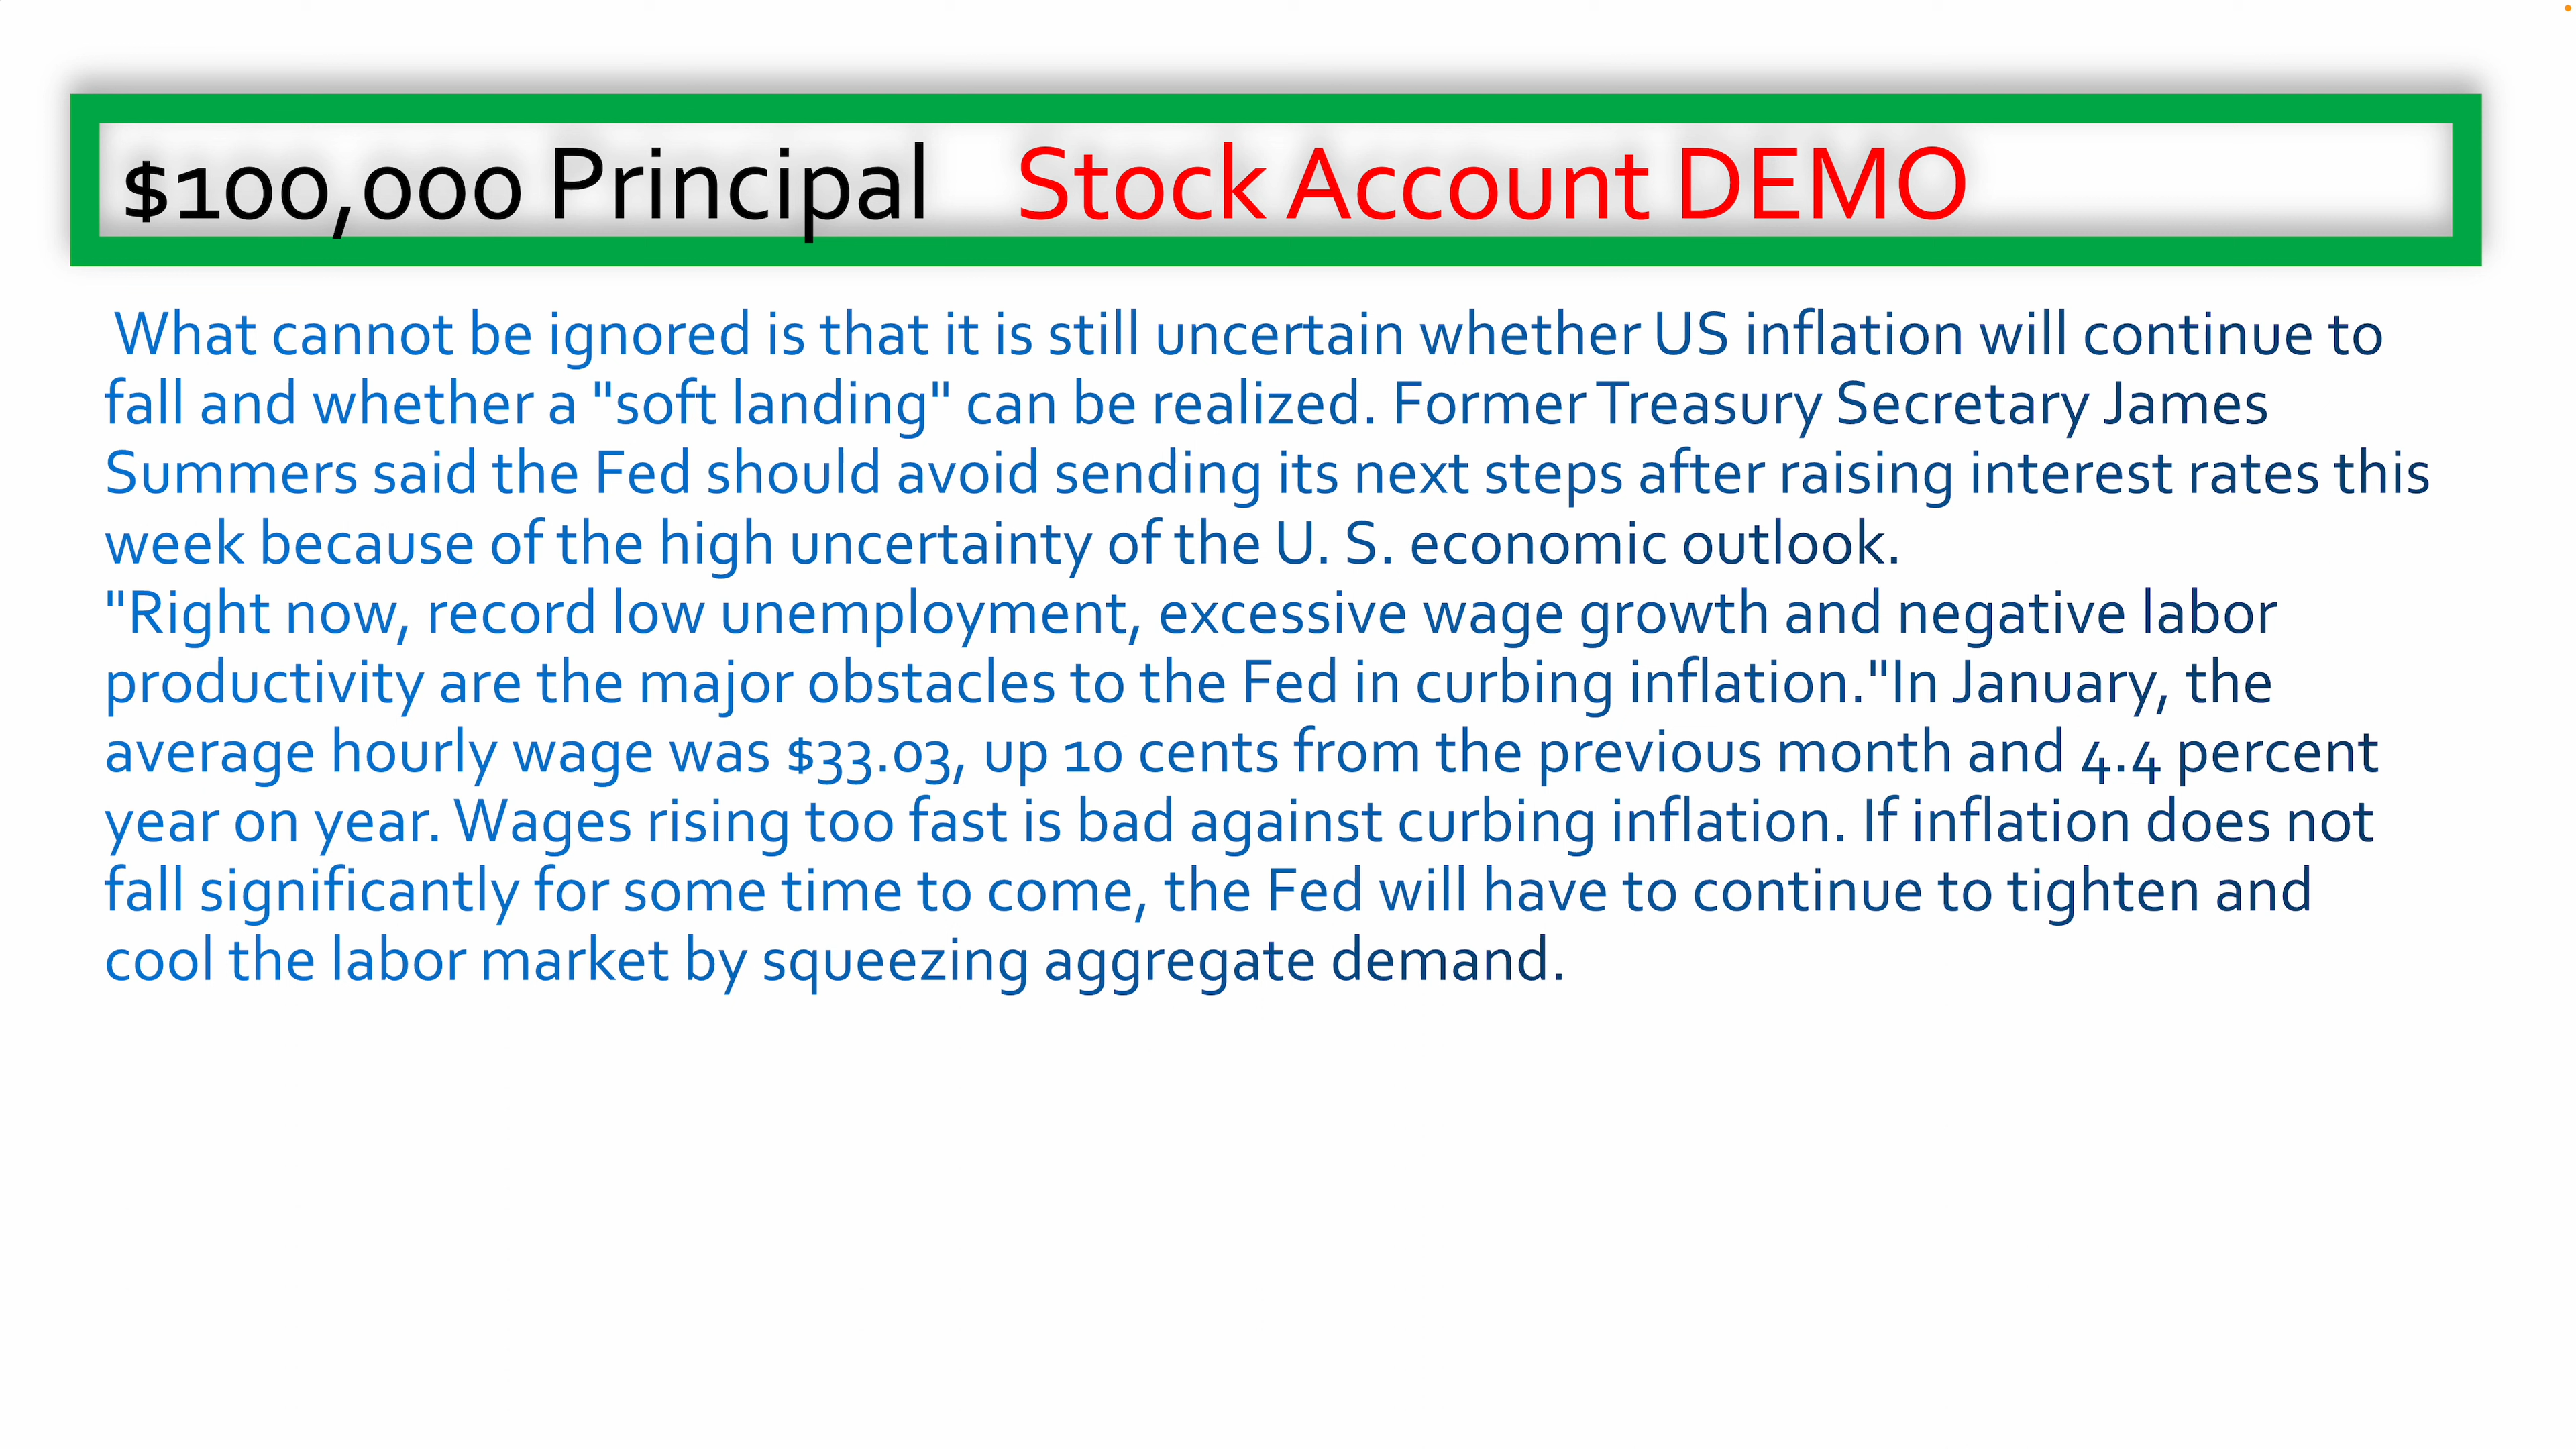 $100,000 Principal Stock Account DEMO
What cannot be ignored is that it is still uncertain whether US inflation will continue to
fall and whether a "soft landing" can be realized. Former Treasury Secretary James
Summers said the Fed should avoid sending its next steps after raising interest rates this
week because of the high uncertainty of the U. S. economic outlook.
"Right now, record low unemployment, excessive wage growth and negative labor
productivity are the major obstacles to the Fed in curbing inflation."In January, the
average hourly wage was $33.03, up 10 cents from the previous month and 4.4 percent
year on year. Wages rising too fast is bad against curbing inflation. If inflation does not
fall significantly for some time to come, the Fed will have to continue to tighten and
cool the labor market by squeezing aggregate demand.